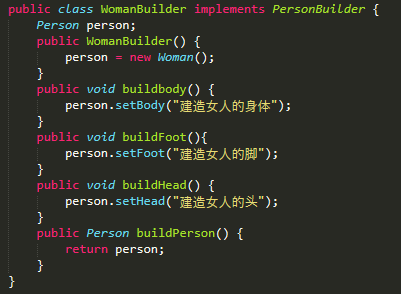 public class WomanBuilder implements PersonBuilder {
Person person;
public WomanBuilder() {
person = new Woman();
}
public void buildbody() {
person.setBody("建造女人的身体");
}
public void buildFoot(){
person.setFoot("建造女人的脚");
}
public void buildHead() {
person.setHead("建造女人的头");
}
public Person buildPerson() {
return person;
}
}